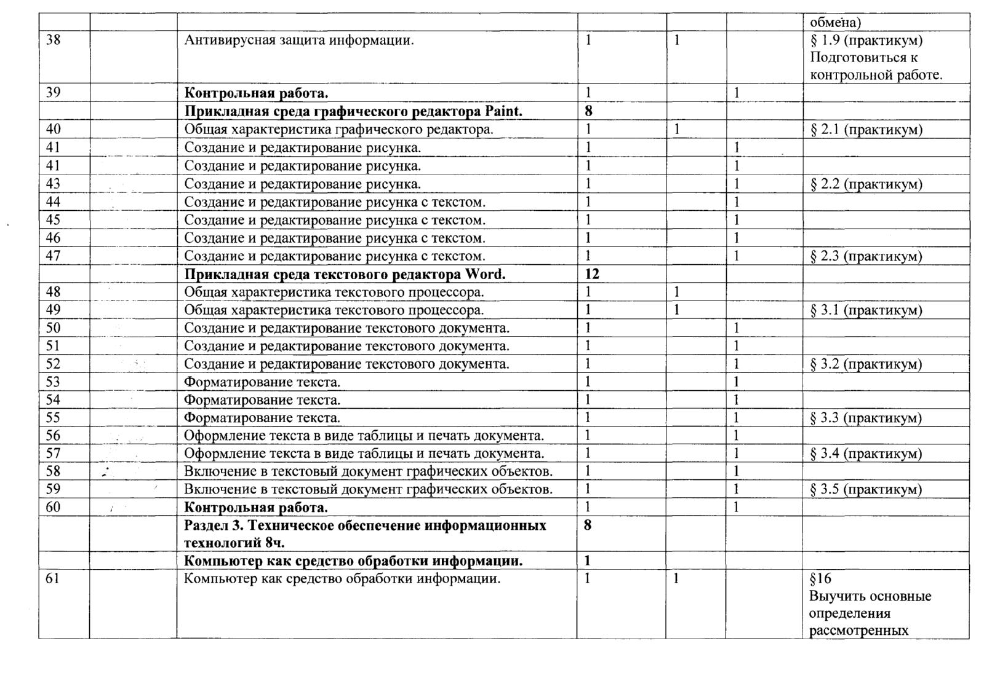 обмена)
38 Антивирусная защита информации. 1 1 § 1.9 (практикум)
Подготовиться к
контрольной работе.
39 Контрольная работа. 1 1
Прикладная среда графического редактора Paint. 8
40 Общая характеристика графического редактора. 1 1 § 2.1 (практикум)
41 Создание и редактирование рисунка. 1 1
41 Создание и редактирование рисунка. 1 1
43 Создание и редактирование рисунка. 1 1 § 2.2 (практикум)
44 Создание и редактирование рисунка с текстом. 1 1
45 Создание и редактирование рисунка с текстом. 1 1
46 Создание и редактирование рисунка с текстом. 1 1
47 Создание и редактирование рисунка с текстом. 1 1 § 2.3 (практикум)
Прикладная среда текстового редактора Word. 12
48 Общая характеристика текстового процессора. 1 1
49 Общая характеристика текстового процессора. 1 1 § 3.1 (практикум)
50 Создание и редактирование текстового документа. 1 1
51 Создание и редактирование текстового документа. 1 1
52 Создание и редактирование текстового документа. 1 1 § 3.2 (практикум)
53 Форматирование текста. 1 1
54 Форматирование текста. 1 1
55 Форматирование текста. 1 1 § 3.3 (практикум)
56 Оформление текста в виде таблицы и печать документа. 1 1
57 Оформление текста в виде таблицы и печать документа. 1 1 § 3.4 (практикум)
58 Включение в текстовый документ графических объектов. 1 1
59 Включение в текстовый документ графических объектов. 1 1 § 3.5 (практикум)
60 Контрольная работа. 1 1
Раздел 3. Техническое обеспечение информационных 8
технологий 8ч.
Компьютер как средство обработки информации. 1
61 Компьютер как средство обработки информации. 1 1 §16
Выучить основные
определения
рассмотренных